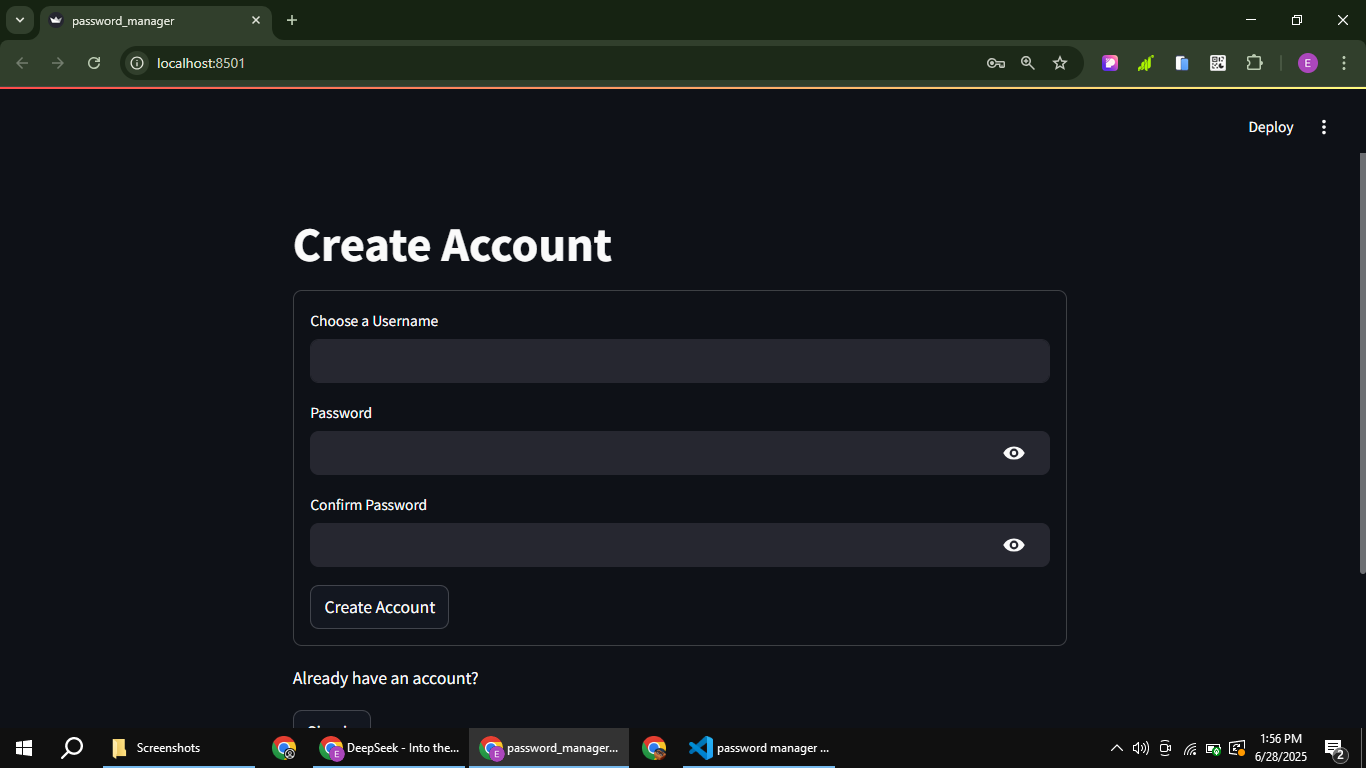 password_manager
localhost:8501
E
Deploy
Create Account
Choose a Username
Password
Confirm Password
Create Account
Already have an account?
Screenshots
E
DeepSeek - Into the...
E
password_manager...
password manager ...
1:56 PM
6/28/2025
2